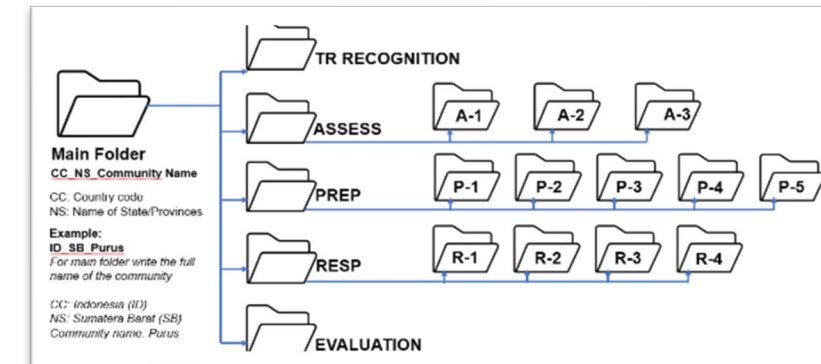 TR RECOGNITION
ASSESS
A-1 A-2 A-3
Main Folder
CC_NS_Community Name
CC. Country code
NS: Name of State/Provinces
Example:
ID_SB_Purus
For main folder write the full
name of the community
CC: Indonesia (ID)
NS: Sumatera Barat (SB)
Community name: Purus
PREP
P-1 P-2 P-3 P-4 P-5
RESP
R-1 R-2 R-3 R-4
EVALUATION